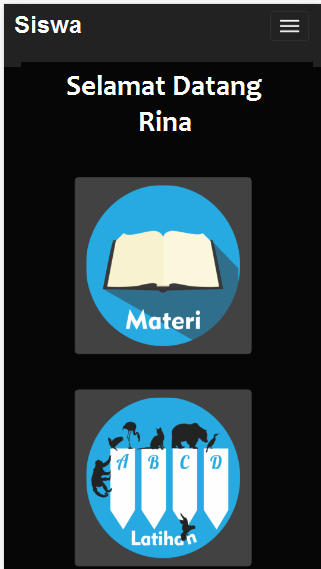 Siswa
Selamat Datang
Rina
Materi
A B C D
Latihan